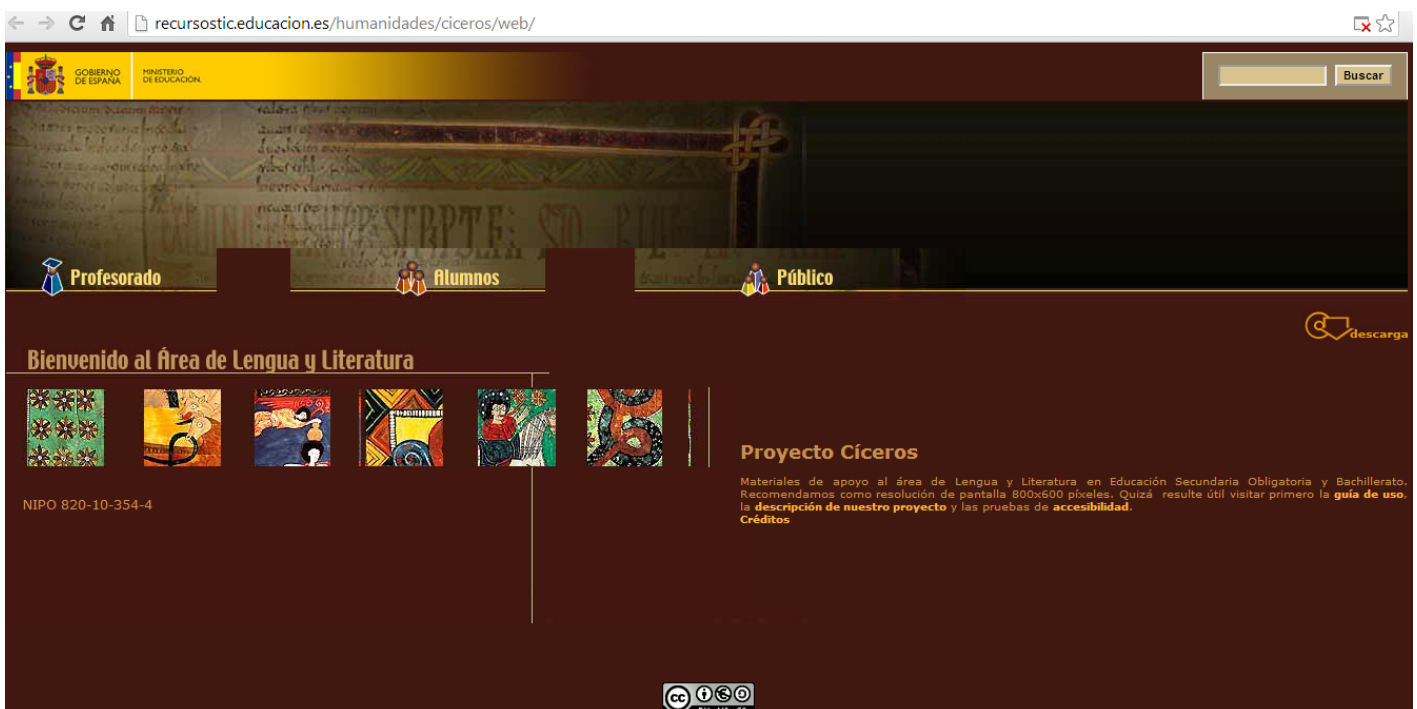 recursostic.educacion.es/humanidades/ciceros/web/
GOBIERNO
DE ESPAÑA
MINISTERIO
DE EDUCACIÓN.
Buscar
Profesorado
Alumnos
Público
descarga
Bienvenido al Área de Lengua y Literatura
Proyecto Cíceros
Materiales de apoyo al área de Lengua y Literatura en Educación Secundaria Obligatoria y Bachillerato.
Recomendamos como resolución de pantalla 800x600 píxeles. Quizá resulte útil visitar primero la guía de uso,
la descripción de nuestro proyecto y las pruebas de accesibilidad.
Créditos
NIPO 820-10-354-4
cc